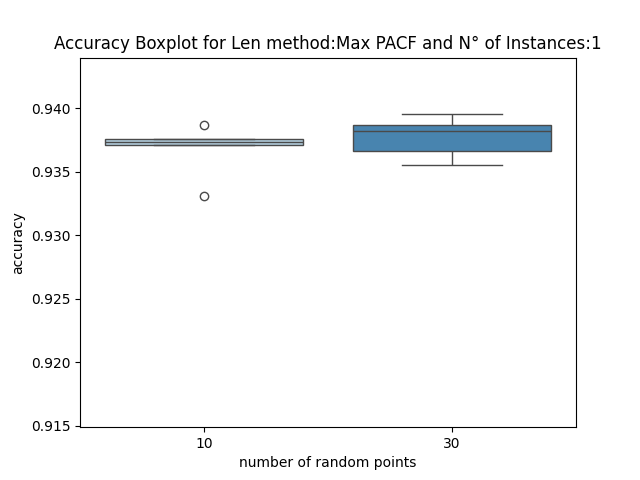 Accuracy Boxplot for Len method:Max PACF and N° of Instances:1
0.940
0.935
0.930
0.925
0.920
0.915
accuracy
10
30
number of random points